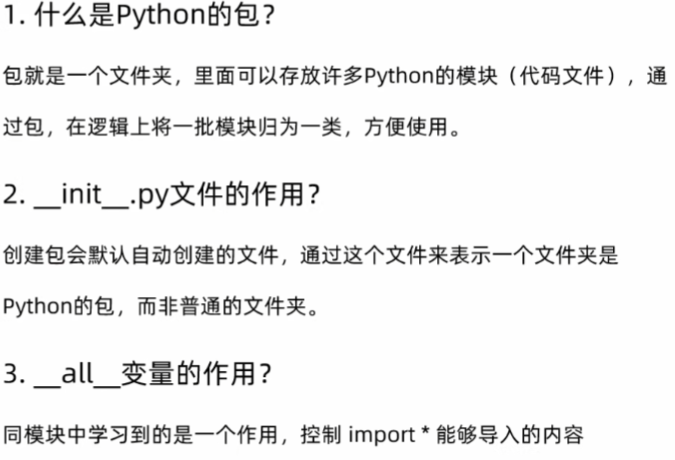 1. 什么是Python的包？
包就是一个文件夹，里面可以存放许多Python的模块（代码文件），通
过包，在逻辑上将一批模块归为一类，方便使用。
2. __init__.py文件的作用？
创建包会默认自动创建的文件，通过这个文件来表示一个文件夹是
Python的包，而非普通的文件夹。
3. __all__变量的作用？
同模块中学习到的是一个作用，控制 import * 能够导入的内容